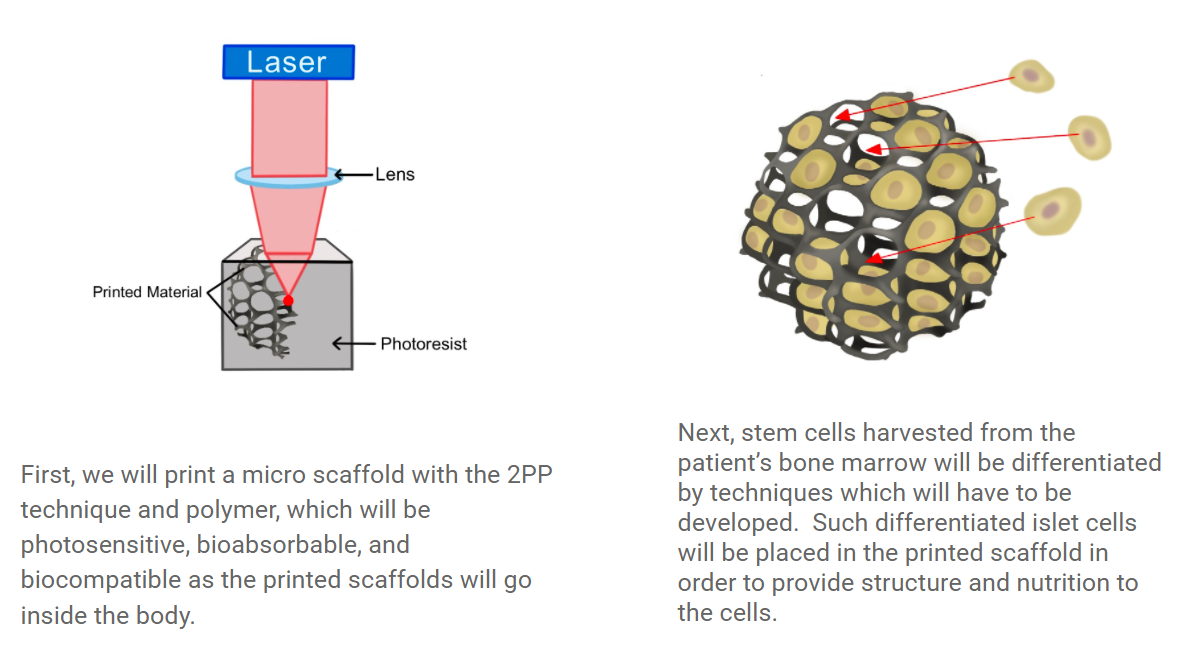 Laser
Lens
Printed Material
Photoresist
First, we will print a micro scaffold with the 2PP
technique and polymer, which will be
photosensitive, bioabsorbable, and
biocompatible as the printed scaffolds will go
inside the body.
Next, stem cells harvested from the
patient’s bone marrow will be differentiated
by techniques which will have to be
developed.  Such differentiated islet cells
will be placed in the printed scaffold in
order to provide structure and nutrition to
the cells.